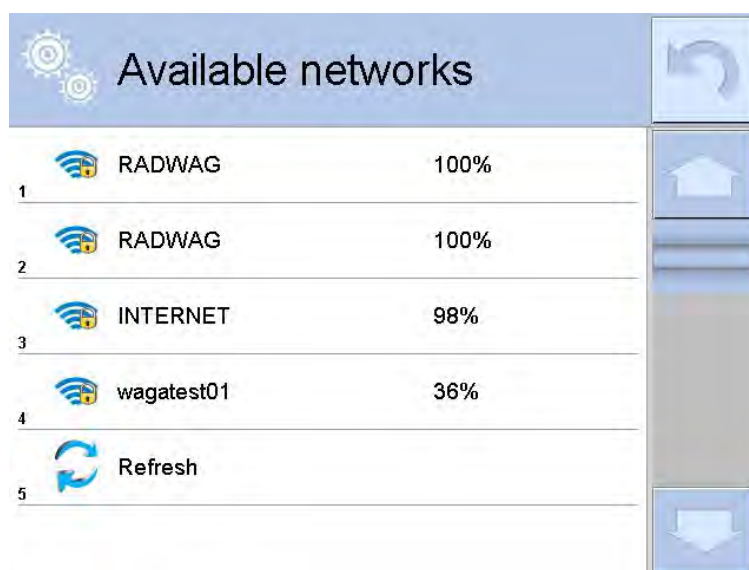 Available networks
1 RADWAG 100%
2 RADWAG 100%
3 INTERNET 98%
4 wagatest01 36%
5 Refresh